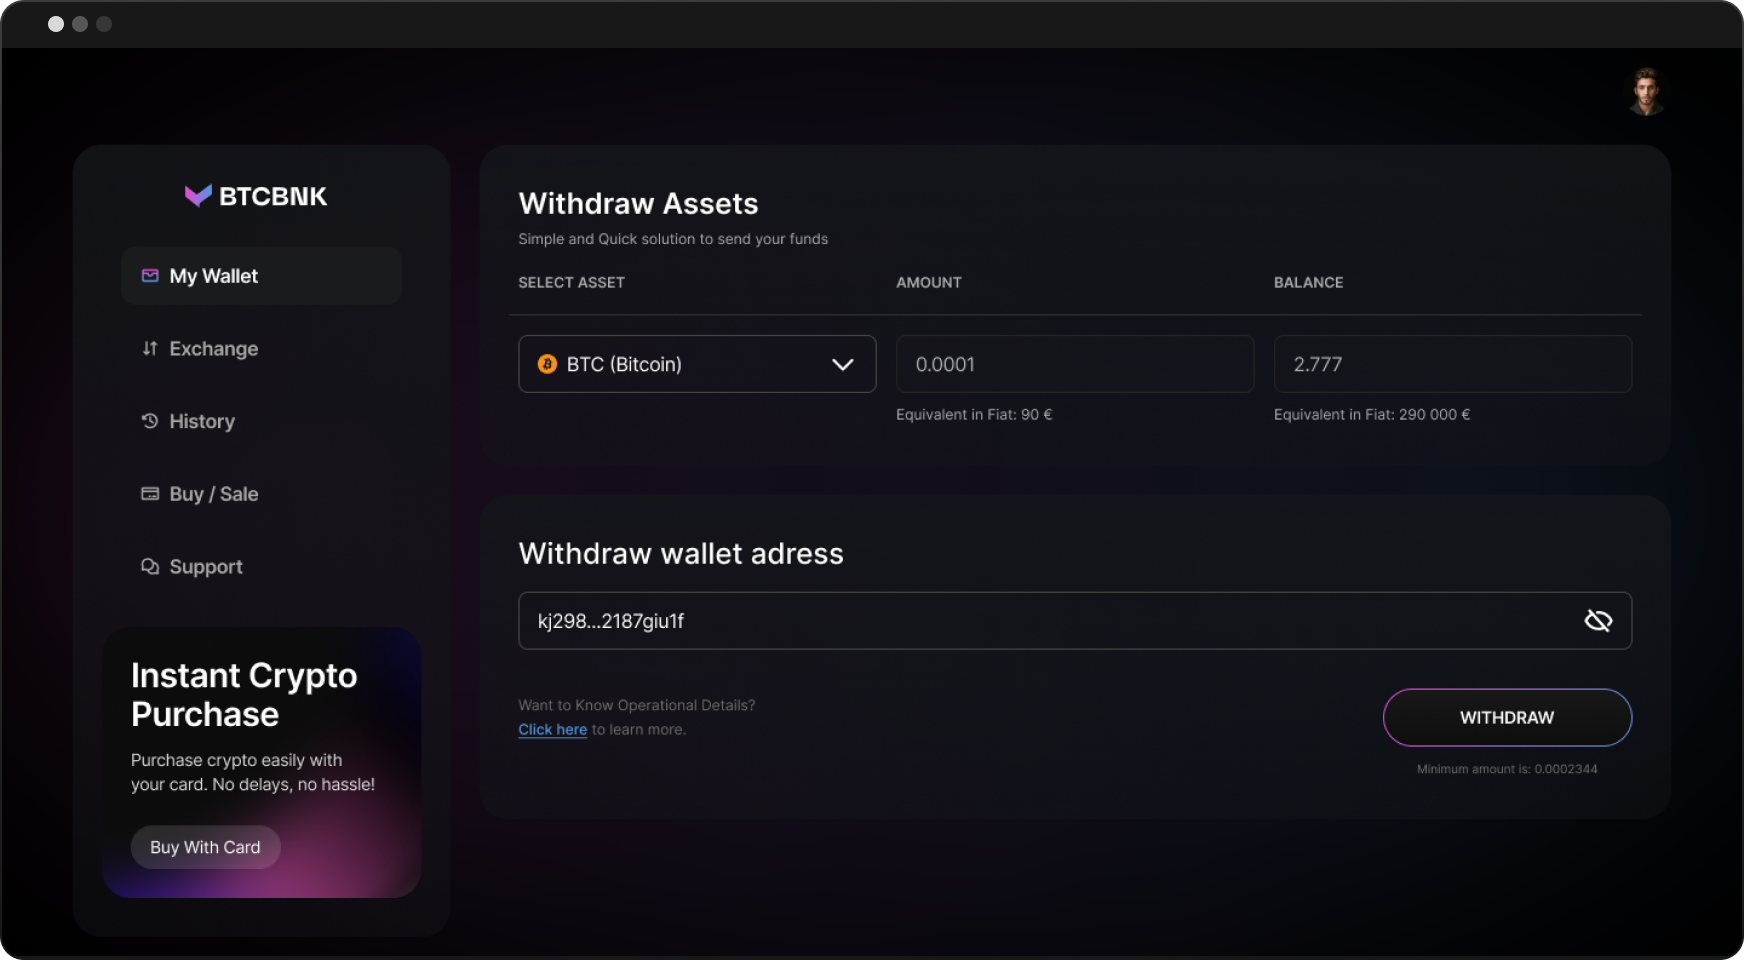 BTCBNK
My Wallet
Exchange
History
Buy / Sale
Support
Instant Crypto
Purchase
Purchase crypto easily with
your card. No delays, no hassle!
Buy With Card
Withdraw Assets
Simple and Quick solution to send your funds
SELECT ASSET AMOUNT BALANCE
BTC (Bitcoin) 0.0001 2.777
Equivalent in Fiat: 90 € Equivalent in Fiat: 290 000 €
Withdraw wallet adress
kj298...2187giu1f
Want to Know Operational Details?
Click here to learn more.
WITHDRAW
Minimum amount is: 0.0002344